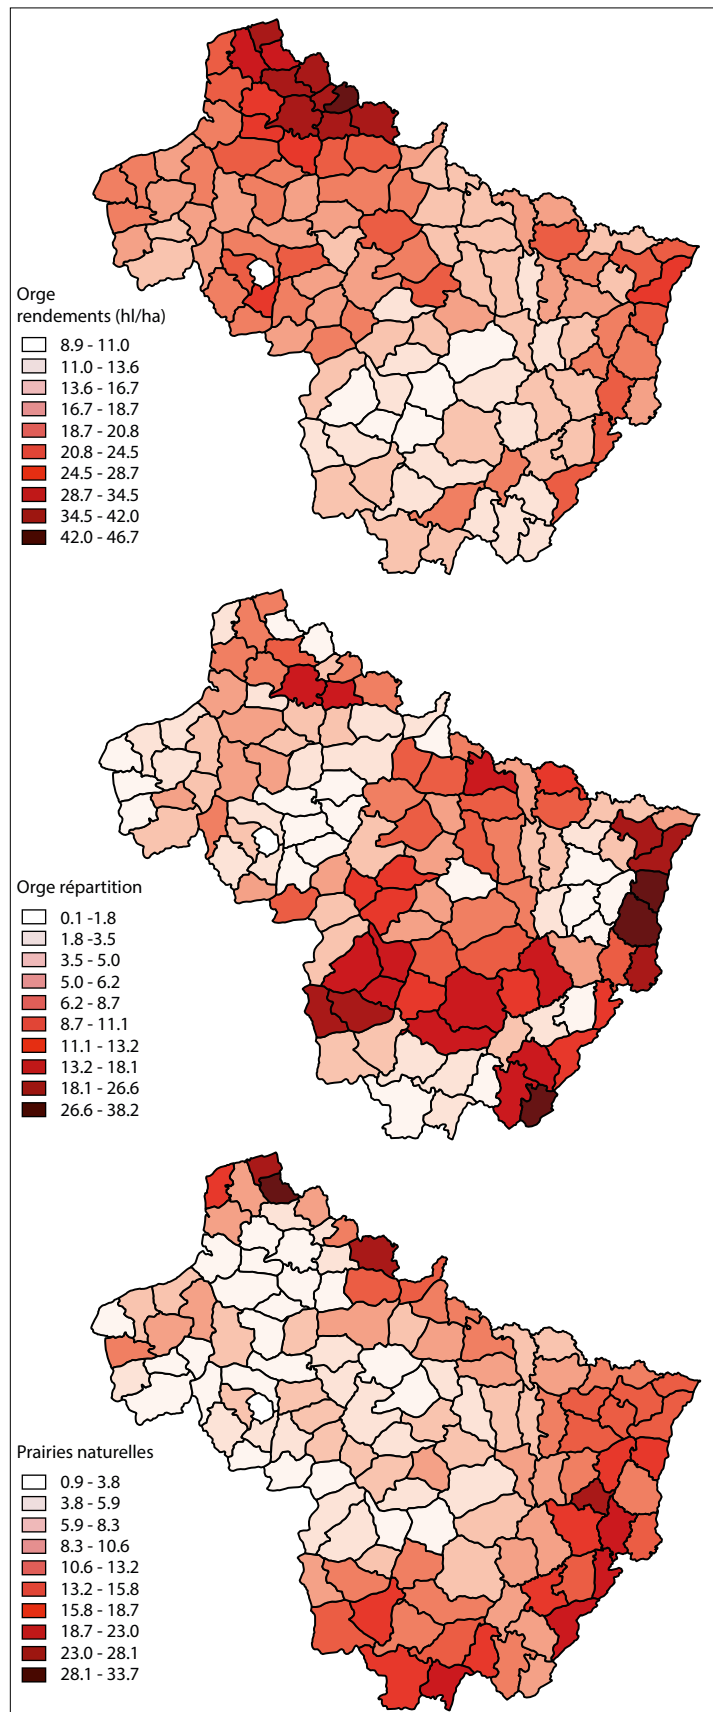 Orge
rendements (hl/ha)
8.9 - 11.0
11.0 - 13.6
13.6 - 16.7
16.7 - 18.7
18.7 - 20.8
20.8 - 24.5
24.5 - 28.7
28.7 - 34.5
34.5 - 42.0
42.0 - 46.7
Orge répartition
0.1 -1.8
1.8 - 3.5
3.5 - 5.0
5.0 - 6.2
6.2 - 8.7
8.7 - 11.1
11.1 - 13.2
13.2 - 18.1
18.1 - 26.6
26.6 - 38.2
Prairies naturelles
0.9 - 3.8
3.8 - 5.9
5.9 - 8.3
8.3 - 10.6
10.6 - 13.2
13.2 - 15.8
15.8 - 18.7
18.7 - 23.0
23.0 - 28.1
28.1 - 33.7